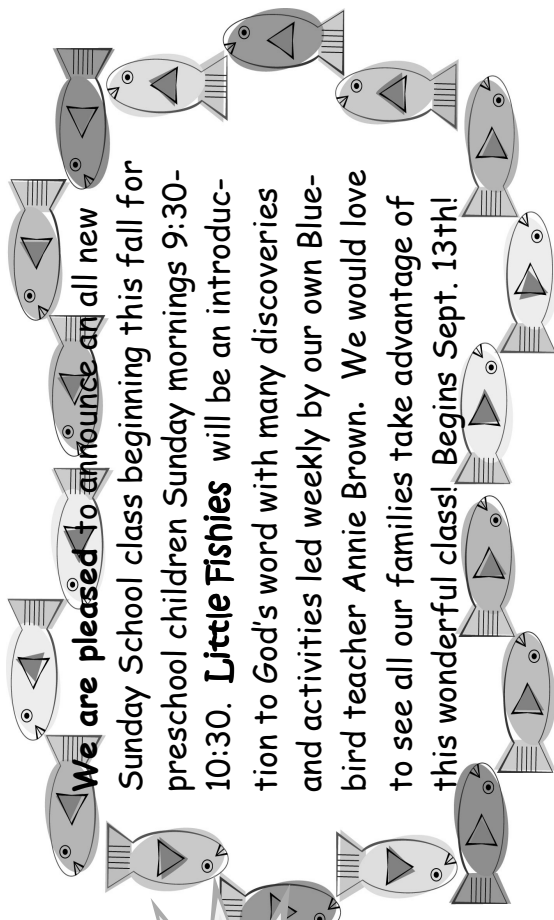 We are pleased to announce an all new
Sunday School class beginning this fall for
preschool children Sunday mornings 9:30-
10:30. Little Fishies will be an introduc-
tion to God's word with many discoveries
and activities led weekly by our own Blue-
bird teacher Annie Brown. We would love
to see all our families take advantage of
this wonderful class! Begins Sept. 13th!